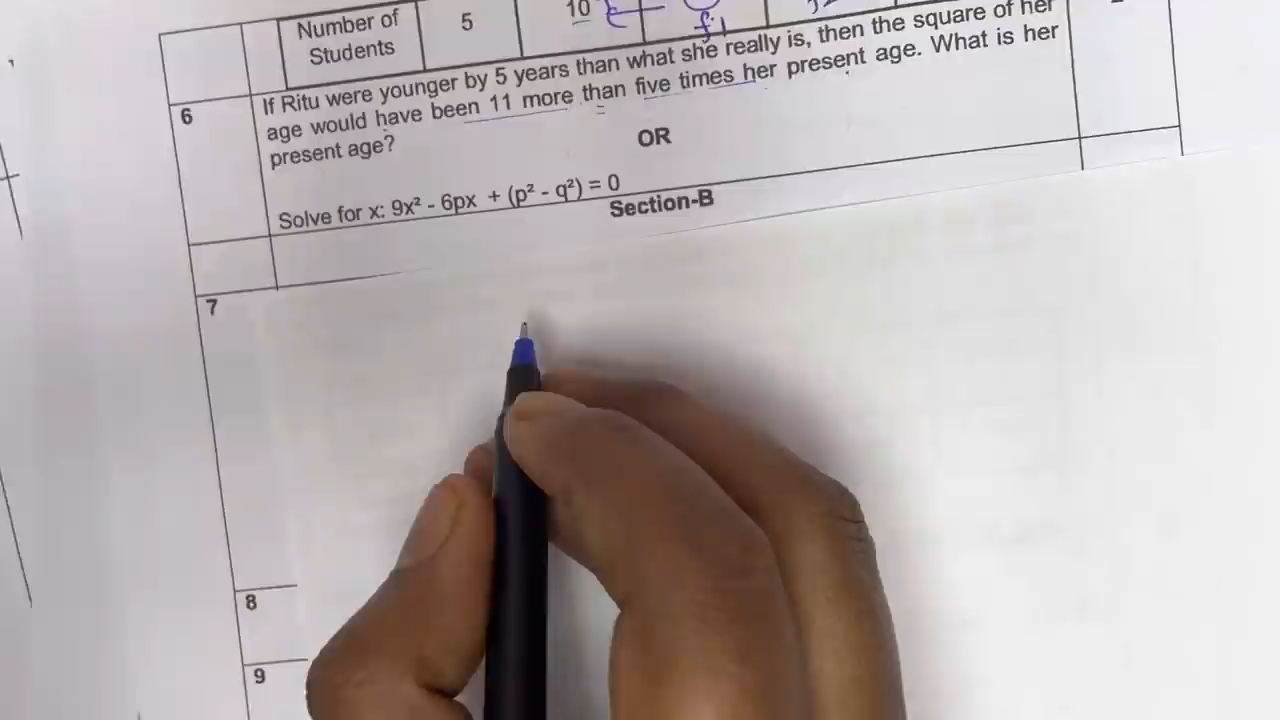 Number of 5 10
Students f1
6 If Ritu were younger by 5 years than what she really is, then the square of her
age would have been 11 more than five times her present age. What is her
present age?
OR
Solve for x: 9x² - 6px + (p² - q²) = 0
Section-B
7
8
9